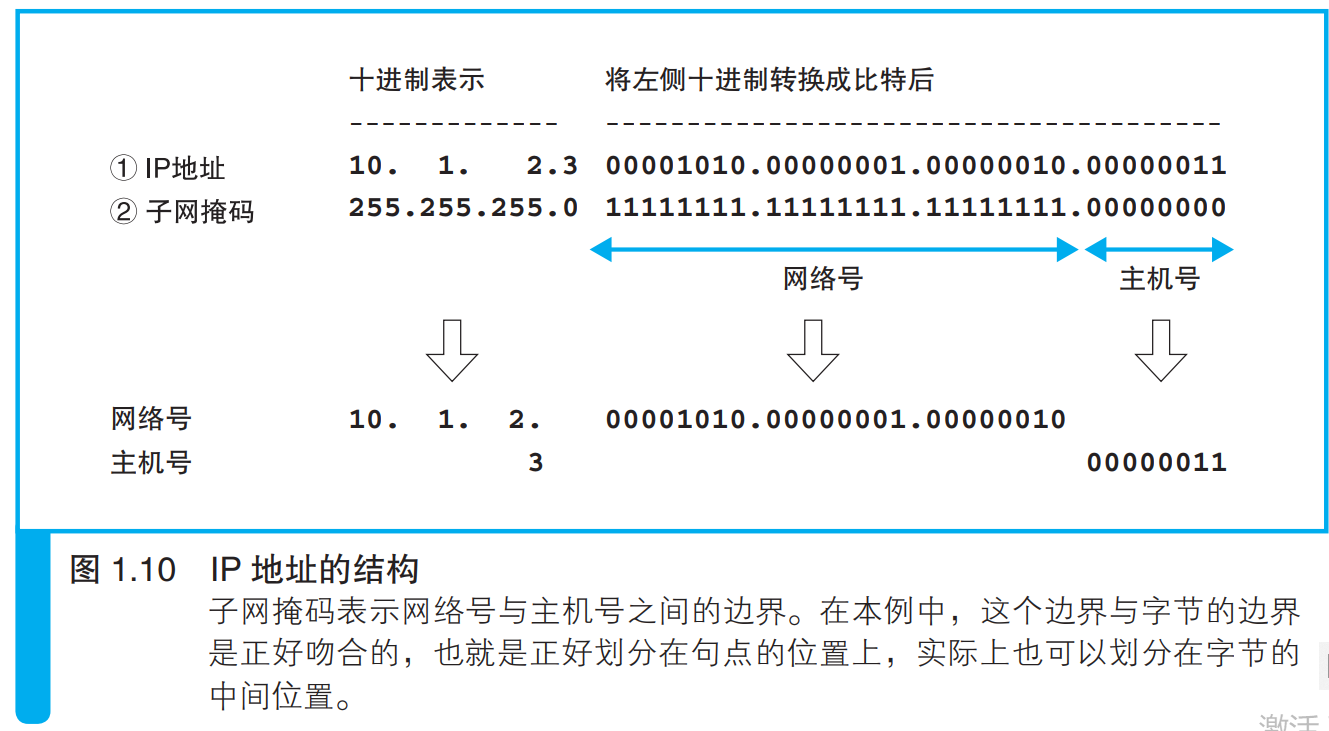 十进制表示 将左侧十进制转换成比特后
------------- --------------------------------------
① IP地址 10. 1. 2.3 00001010.00000001.00000010.00000011
② 子网掩码 255.255.255.0 11111111.11111111.11111111.00000000
网络号 主机号
网络号 10. 1. 2. 00001010.00000001.00000010
主机号 3 00000011
图 1.10 IP 地址的结构
子网掩码表示网络号与主机号之间的边界。在本例中，这个边界与字节的边界
是正好吻合的，也就是正好划分在句点的位置上，实际上也可以划分在字节的
中间位置。
激活